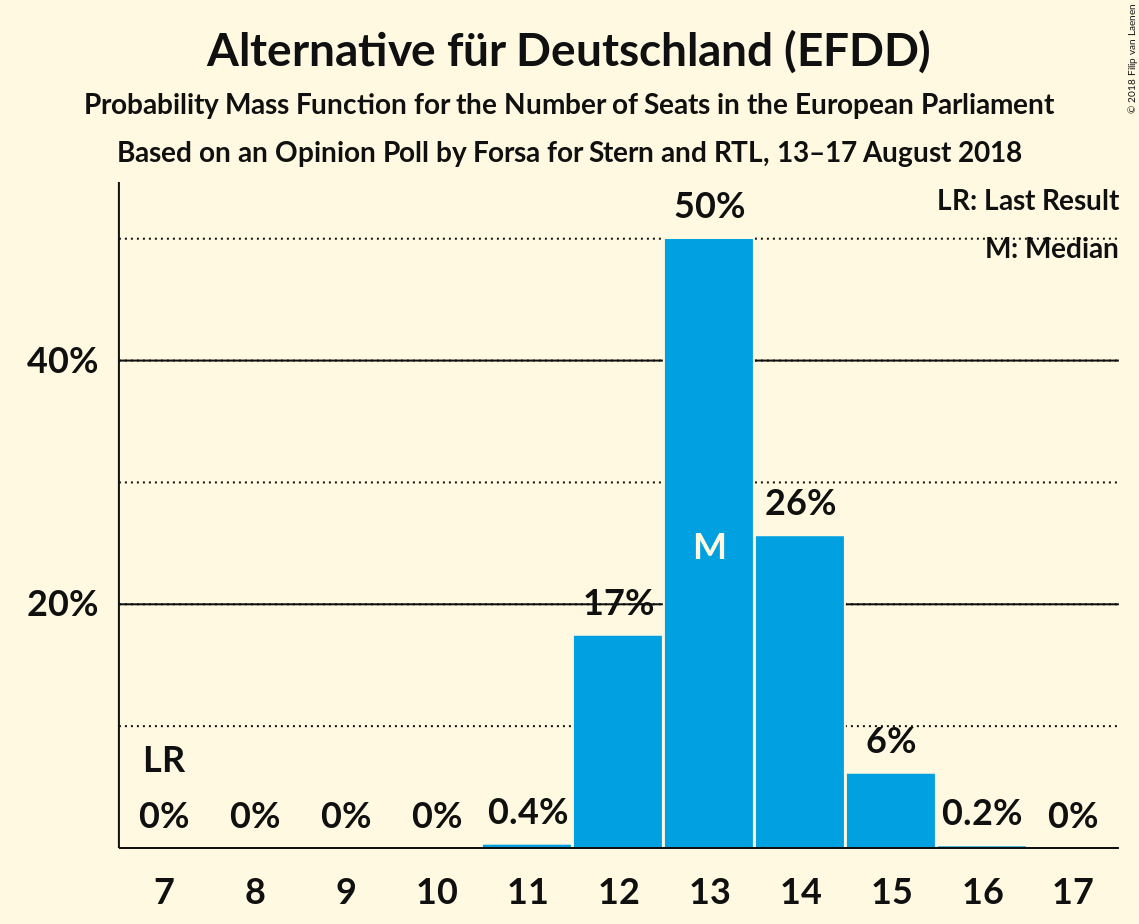 Alternative für Deutschland (EFDD)
Probability Mass Function for the Number of Seats in the European Parliament
Based on an Opinion Poll by Forsa for Stern and RTL, 13–17 August 2018
© 2018 Filip van Laenen
LR: Last Result
M: Median
50%
40%
26%
M
20%
17%
6%
LR
0% 0% 0% 0% 0.4% 0.2% 0%
7 8 9 10 11 12 13 14 15 16 17